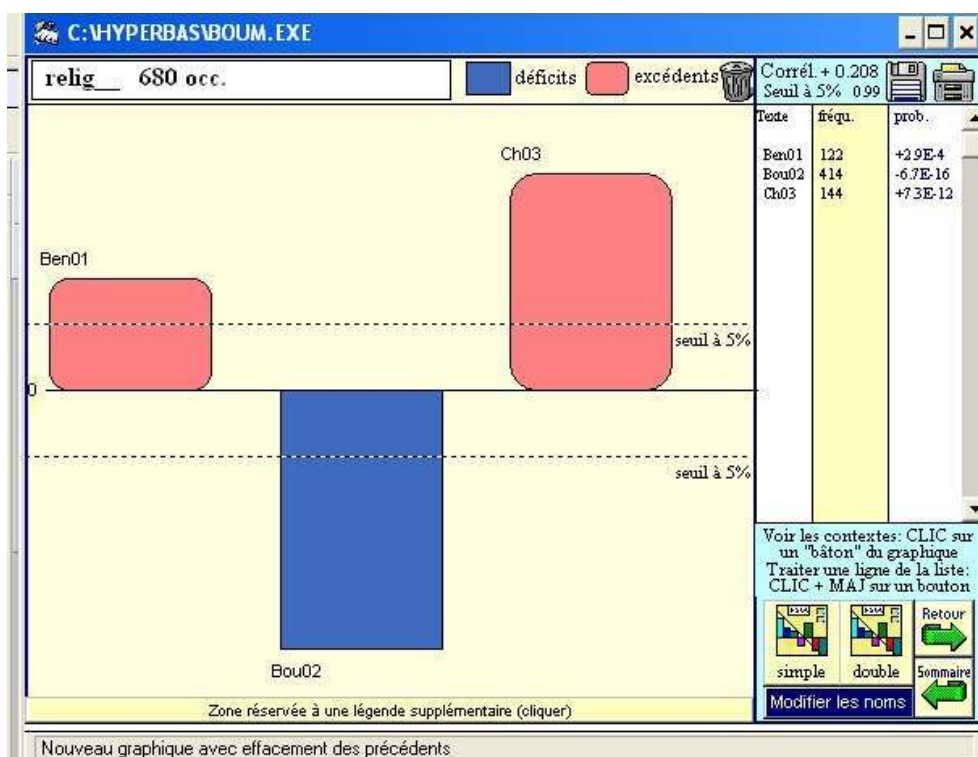 C:\HYPERBAS\BOUM.EXE
relig__ 680 occ.
déficits
excédents
Corrél. + 0.208
Seuil à 5% 0.99
Texte fréqu. prob.
Ben01 122 +2.9E-4
Bou02 414 -6.7E-16
Ch03 144 +7.3E-12
Ch03
Ben01
seuil à 5%
0
seuil à 5%
Bou02
Voir les contextes: CLIC sur
un "bâton" du graphique
Traiter une ligne de la liste:
CLIC + MAJ sur un bouton
Retour
simple double Sommaire
Modifier les noms
Zone réservée à une légende supplémentaire (cliquer)
Nouveau graphique avec effacement des précédents